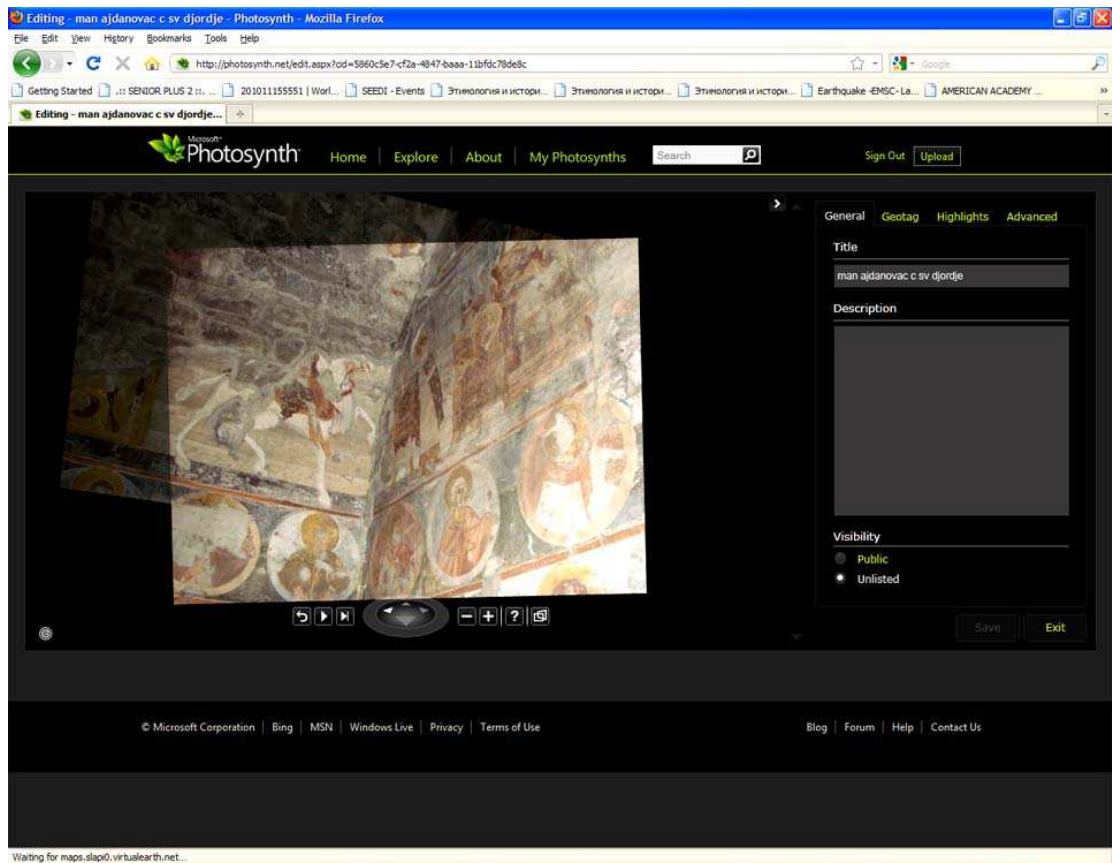 Editing - man ajdanovac c sv djordje - Photosynth - Mozilla Firefox
File Edit View History Bookmarks Tools Help
http://photosynth.net/edit.aspx?cid=5860c5e7-cf2a-4847-baaa-11bfdc78de8c
Google
Getting Started .:: SENIOR PLUS 2 ::. ... 201011155551 | Worl... SEEDI - Events Этимология и истори... Этимология и истори... Этимология и истори... Earthquake -EMSC- La... AMERICAN ACADEMY ... »
Editing - man ajdanovac c sv djordje...
Microsoft®
Photosynth
Home | Explore | About | My Photosynths
Search
Sign Out Upload
General Geotag Highlights Advanced
Title
man ajdanovac c sv djordje
Description
Visibility
Public
Unlisted
Save Exit
© Microsoft Corporation | Bing | MSN | Windows Live | Privacy | Terms of Use
Blog | Forum | Help | Contact Us
Waiting for maps.slapi0.virtualearth.net...